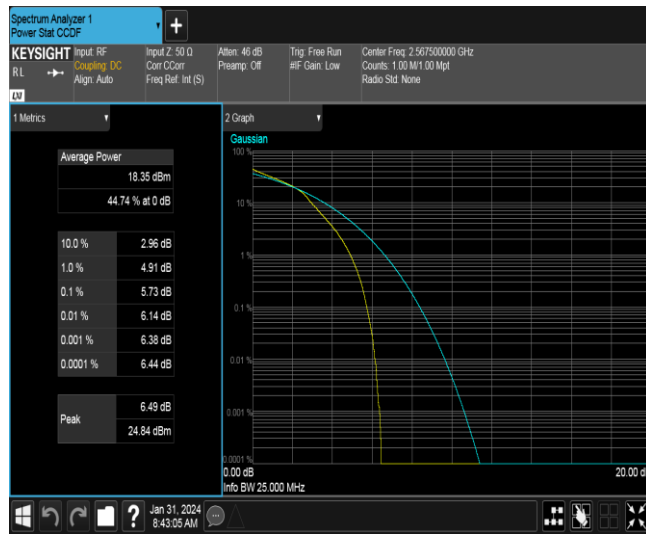 Spectrum Analyzer 1
Power Stat CCDF
+
KEYSIGHT
RL
LXI
Input: RF
Coupling: DC
Align: Auto
Input Z: 50 Ω
Corr CCorr
Freq Ref: Int (S)
Atten: 46 dB
Preamp: Off
Trig: Free Run
#IF Gain: Low
Center Freq: 2.567500000 GHz
Counts: 1.00 M/1.00 Mpt
Radio Std: None
1 Metrics
Average Power
18.35 dBm
44.74 % at 0 dB
10.0 % 2.96 dB
1.0 % 4.91 dB
0.1 % 5.73 dB
0.01 % 6.14 dB
0.001 % 6.38 dB
0.0001 % 6.44 dB
Peak
6.49 dB
24.84 dBm
2 Graph
Gaussian
100 %
10 %
1 %
0.1 %
0.01 %
0.001 %
0.0001 %
0.00 dB
20.00 d
Info BW 25.000 MHz
?
Jan 31, 2024
8:43:05 AM